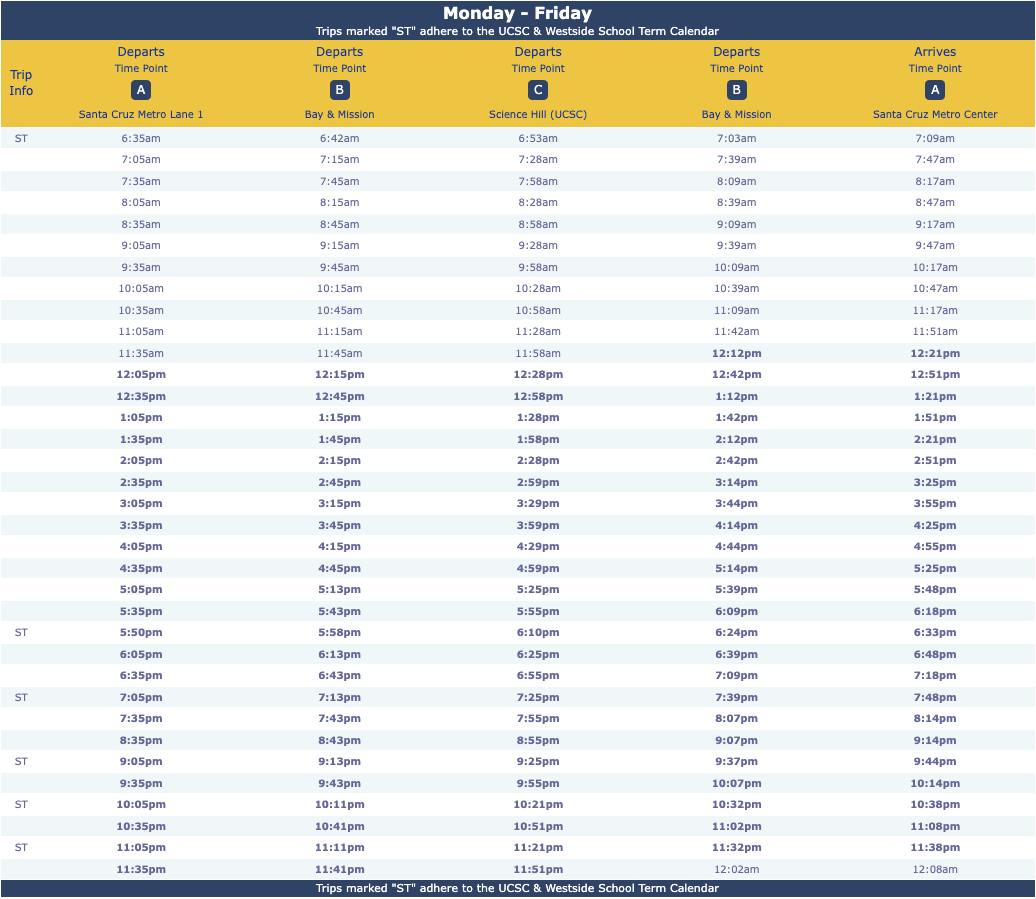 Monday - Friday
Trips marked "ST" adhere to the UCSC & Westside School Term Calendar
Trip Info Departs Time Point A Santa Cruz Metro Lane 1 Departs Time Point B Bay & Mission Departs Time Point C Science Hill (UCSC) Departs Time Point B Bay & Mission Arrives Time Point A Santa Cruz Metro Center
ST 6:35am 6:42am 6:53am 7:03am 7:09am
7:05am 7:15am 7:28am 7:39am 7:47am
7:35am 7:45am 7:58am 8:09am 8:17am
8:05am 8:15am 8:28am 8:39am 8:47am
8:35am 8:45am 8:58am 9:09am 9:17am
9:05am 9:15am 9:28am 9:39am 9:47am
9:35am 9:45am 9:58am 10:09am 10:17am
10:05am 10:15am 10:28am 10:39am 10:47am
10:35am 10:45am 10:58am 11:09am 11:17am
11:05am 11:15am 11:28am 11:42am 11:51am
11:35am 11:45am 11:58am 12:12pm 12:21pm
12:05pm 12:15pm 12:28pm 12:42pm 12:51pm
12:35pm 12:45pm 12:58pm 1:12pm 1:21pm
1:05pm 1:15pm 1:28pm 1:42pm 1:51pm
1:35pm 1:45pm 1:58pm 2:12pm 2:21pm
2:05pm 2:15pm 2:28pm 2:42pm 2:51pm
2:35pm 2:45pm 2:59pm 3:14pm 3:25pm
3:05pm 3:15pm 3:29pm 3:44pm 3:55pm
3:35pm 3:45pm 3:59pm 4:14pm 4:25pm
4:05pm 4:15pm 4:29pm 4:44pm 4:55pm
4:35pm 4:45pm 4:59pm 5:14pm 5:25pm
5:05pm 5:13pm 5:25pm 5:39pm 5:48pm
5:35pm 5:43pm 5:55pm 6:09pm 6:18pm
ST 5:50pm 5:58pm 6:10pm 6:24pm 6:33pm
6:05pm 6:13pm 6:25pm 6:39pm 6:48pm
6:35pm 6:43pm 6:55pm 7:09pm 7:18pm
ST 7:05pm 7:13pm 7:25pm 7:39pm 7:48pm
7:35pm 7:43pm 7:55pm 8:07pm 8:14pm
8:35pm 8:43pm 8:55pm 9:07pm 9:14pm
ST 9:05pm 9:13pm 9:25pm 9:37pm 9:44pm
9:35pm 9:43pm 9:55pm 10:07pm 10:14pm
ST 10:05pm 10:11pm 10:21pm 10:32pm 10:38pm
10:35pm 10:41pm 10:51pm 11:02pm 11:08pm
ST 11:05pm 11:11pm 11:21pm 11:32pm 11:38pm
11:35pm 11:41pm 11:51pm 12:02am 12:08am
Trips marked "ST" adhere to the UCSC & Westside School Term Calendar